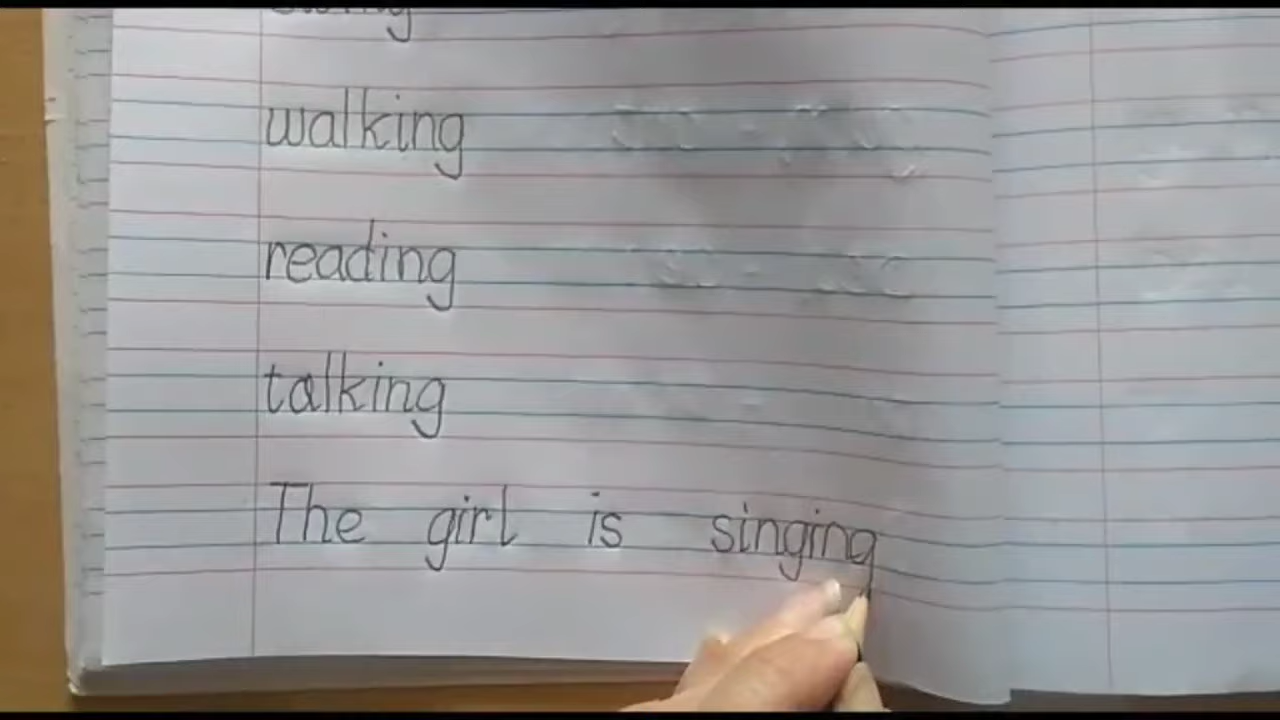 walking
reading
talking
The girl is singing